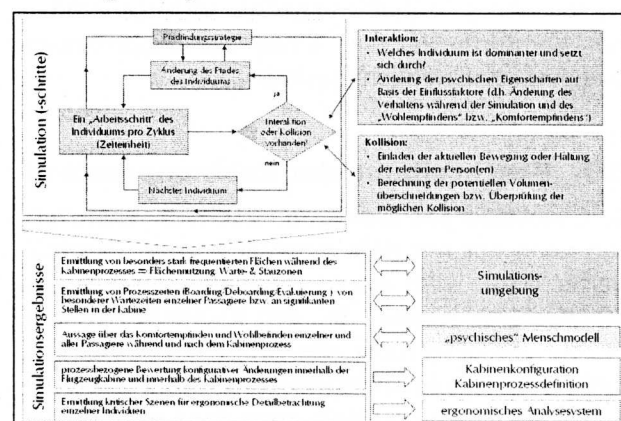 Simulation (-schritte)
Pfadfindungsstrategie
Änderung des Pfades
des Individuums
ja
Ein „Arbeitsschritt“ des
Individuums pro Zyklus
(Zeiteinheit)
Interaktion
oder Kollision
vorhanden?
nein
Nächstes Individuum
Interaktion:
• Welches Individuum ist dominanter und setzt
sich durch?
• Änderung der psychischen Eigenschaften auf
Basis der Einflussfaktore (d.h. Änderung des
Verhaltens während der Simulation und des
„Wohlempfindens“ bzw. „Komfortempfindens“)
Kollision:
• Einladen der aktuellen Bewegung oder Haltung
der relevanten Person(en)
• Berechnung der potentiellen Volumen-
überschneidungen bzw. Überprüfung der
möglichen Kollision
Simulationsergebnisse
Ermittlung von besonders stark frequentierten Flächen während des
Kabinenprozesses = Flächennutzung, Warte- & Stauzonen
Ermittlung von Prozesszeiten (Boarding/Deboarding/Evaluierung) von
besonderer Wartezeiten einzelner Passagiere bzw. an signifikanten
Stellen in der Kabine
Aussage über das Komfortempfinden und Wohlbefinden einzelner und
aller Passagiere während und nach dem Kabinenprozess
prozessbezogene Bewertung konfigurativer Änderungen innerhalb der
Flugzeugkabine und innerhalb des Kabinenprozesses
Ermittlung kritischer Szenen für ergonomische Detailbetrachtung
einzelner Individuen
Simulations-
umgebung
„psychisches“ Menschmodell
Kabinenkonfiguration
Kabinenprozessdefinition
ergonomisches Analysesystem